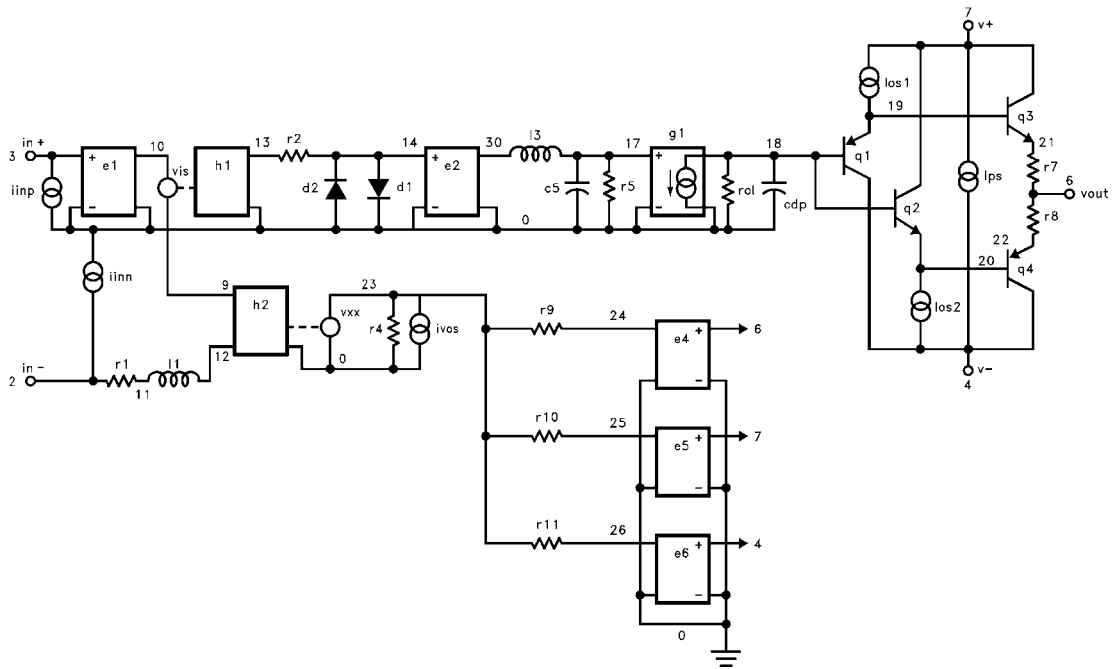 7
v+
Ios1
19
q3
21
r7
6
vout
r8
22
20
q4
q1
q2
Ips
Ios2
v-
4
in+
3
iinp
e1
+
-
10
vis
h1
13
r2
d2
d1
14
+
e2
-
30
l3
c5
r5
17
g1
+
-
rol
18
cdp
0
iinn
9
h2
12
in-
2
r1
11
l1
vxx
23
r4
ivos
0
r9
24
e4
+
6
r10
25
e5
+
-
7
r11
26
e6
+
-
4
0